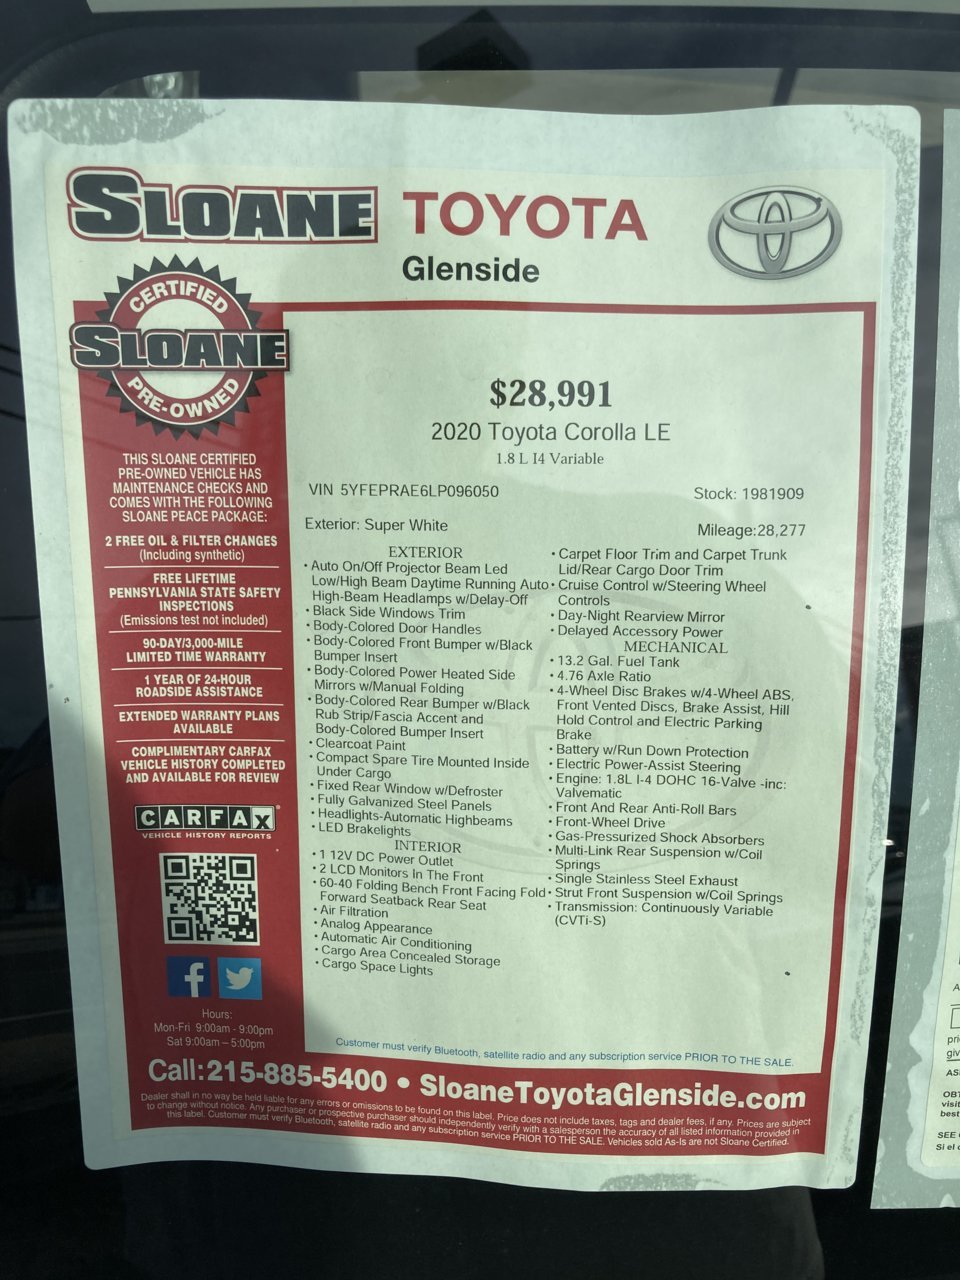 SLOANE TOYOTA
Glenside
CERTIFIED
SLOANE
PRE-OWNED
THIS SLOANE CERTIFIED
PRE-OWNED VEHICLE HAS
MAINTENANCE CHECKS AND
COMES WITH THE FOLLOWING
SLOANE PEACE PACKAGE:
2 FREE OIL & FILTER CHANGES
(Including synthetic)
FREE LIFETIME
PENNSYLVANIA STATE SAFETY
INSPECTIONS
(Emissions test not included)
90-DAY/3,000-MILE
LIMITED TIME WARRANTY
1 YEAR OF 24-HOUR
ROADSIDE ASSISTANCE
EXTENDED WARRANTY PLANS
AVAILABLE
COMPLIMENTARY CARFAX
VEHICLE HISTORY COMPLETED
AND AVAILABLE FOR REVIEW
CARFAX
VEHICLE HISTORY REPORTS
Hours:
Mon-Fri 9:00am - 9:00pm
Sat 9:00am – 5:00pm
$28,991
2020 Toyota Corolla LE
1.8 L I4 Variable
VIN 5YFEPRAE6LP096050
Stock: 1981909
Exterior: Super White
Mileage:28,277
EXTERIOR
• Auto On/Off Projector Beam Led
Low/High Beam Daytime Running Auto
High-Beam Headlamps w/Delay-Off
• Black Side Windows Trim
• Body-Colored Door Handles
• Body-Colored Front Bumper w/Black
Bumper Insert
• Body-Colored Power Heated Side
Mirrors w/Manual Folding
• Body-Colored Rear Bumper w/Black
Rub Strip/Fascia Accent and
Body-Colored Bumper Insert
• Clearcoat Paint
• Compact Spare Tire Mounted Inside
Under Cargo
• Fixed Rear Window w/Defroster
• Fully Galvanized Steel Panels
• Headlights-Automatic Highbeams
• LED Brakelights
INTERIOR
• 1 12V DC Power Outlet
• 2 LCD Monitors In The Front
• 60-40 Folding Bench Front Facing Fold
Forward Seatback Rear Seat
• Air Filtration
• Analog Appearance
• Automatic Air Conditioning
• Cargo Area Concealed Storage
• Cargo Space Lights
• Carpet Floor Trim and Carpet Trunk
Lid/Rear Cargo Door Trim
• Cruise Control w/Steering Wheel
Controls
• Day-Night Rearview Mirror
• Delayed Accessory Power
MECHANICAL
• 13.2 Gal. Fuel Tank
• 4.76 Axle Ratio
• 4-Wheel Disc Brakes w/4-Wheel ABS,
Front Vented Discs, Brake Assist, Hill
Hold Control and Electric Parking
Brake
• Battery w/Run Down Protection
• Electric Power-Assist Steering
• Engine: 1.8L I-4 DOHC 16-Valve -inc:
Valvematic
• Front And Rear Anti-Roll Bars
• Front-Wheel Drive
• Gas-Pressurized Shock Absorbers
• Multi-Link Rear Suspension w/Coil
Springs
• Single Stainless Steel Exhaust
• Strut Front Suspension w/Coil Springs
• Transmission: Continuously Variable
(CVTi-S)
Customer must verify Bluetooth, satellite radio and any subscription service PRIOR TO THE SALE.
Call:215-885-5400 • SloaneToyotaGlenside.com
Dealer shall in no way be held liable for any errors or omissions to be found on this label. Price does not include taxes, tags and dealer fees, if any. Prices are subject
to change without notice. Any purchaser or prospective purchaser should independently verify with a salesperson the accuracy of all listed information provided in
this label. Customer must verify Bluetooth, satellite radio and any subscription service PRIOR TO THE SALE. Vehicles sold As-Is are not Sloane Certified.
pri
giv
AS
OBT
visit
best
SEE
Si el